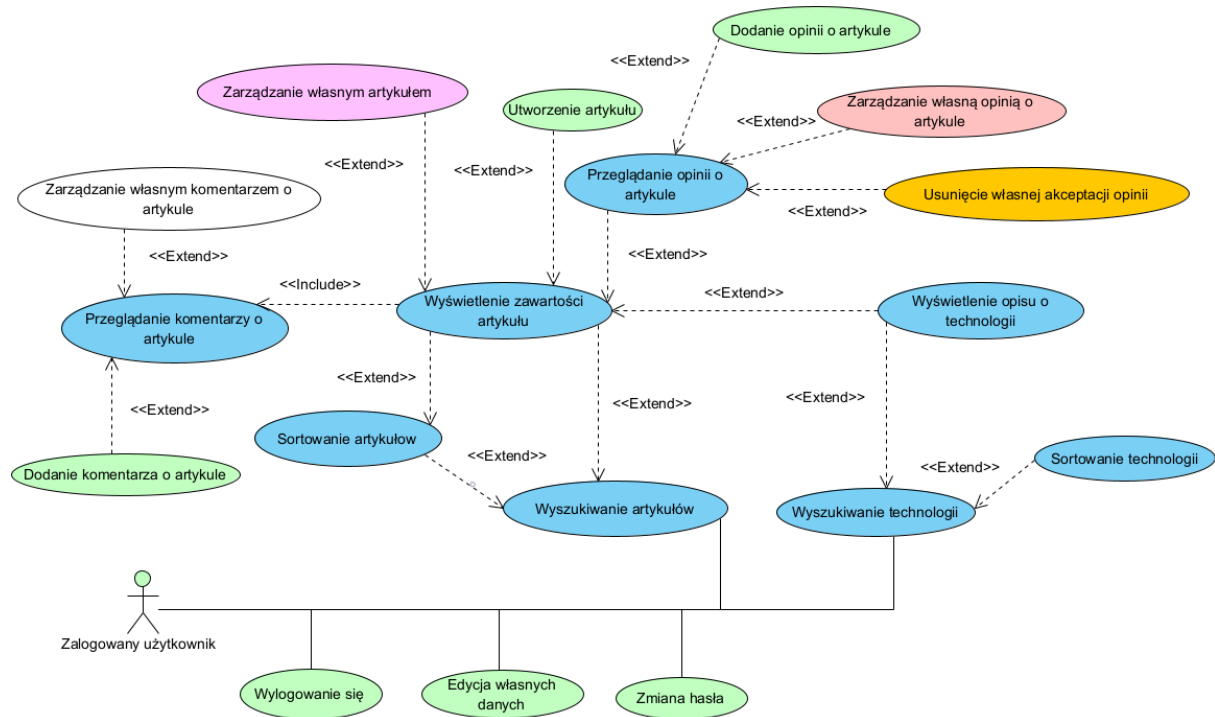 Dodanie opinii o artykule
<<Extend>>
Zarządzanie własnym artykułem
Utworzenie artykułu
Zarządzanie własną opinią o
artykule
<<Extend>>
<<Extend>>
<<Extend>>
Przeglądanie opinii o
artykule
Zarządzanie własnym komentarzem o
artykule
Usunięcie własnej akceptacji opinii
<<Extend>>
<<Extend>>
<<Extend>>
<<Include>>
<<Extend>>
Przeglądanie komentarzy o
artykule
Wyświetlenie zawartości
artykułu
Wyświetlenie opisu o
technologii
<<Extend>>
<<Extend>>
<<Extend>>
<<Extend>>
Sortowanie artykułow
<<Extend>>
<<Extend>>
Sortowanie technologii
Dodanie komentarza o artykule
Wyszukiwanie artykułów
Wyszukiwanie technologii
Zalogowany użytkownik
Wylogowanie się
Edycja własnych
danych
Zmiana hasła